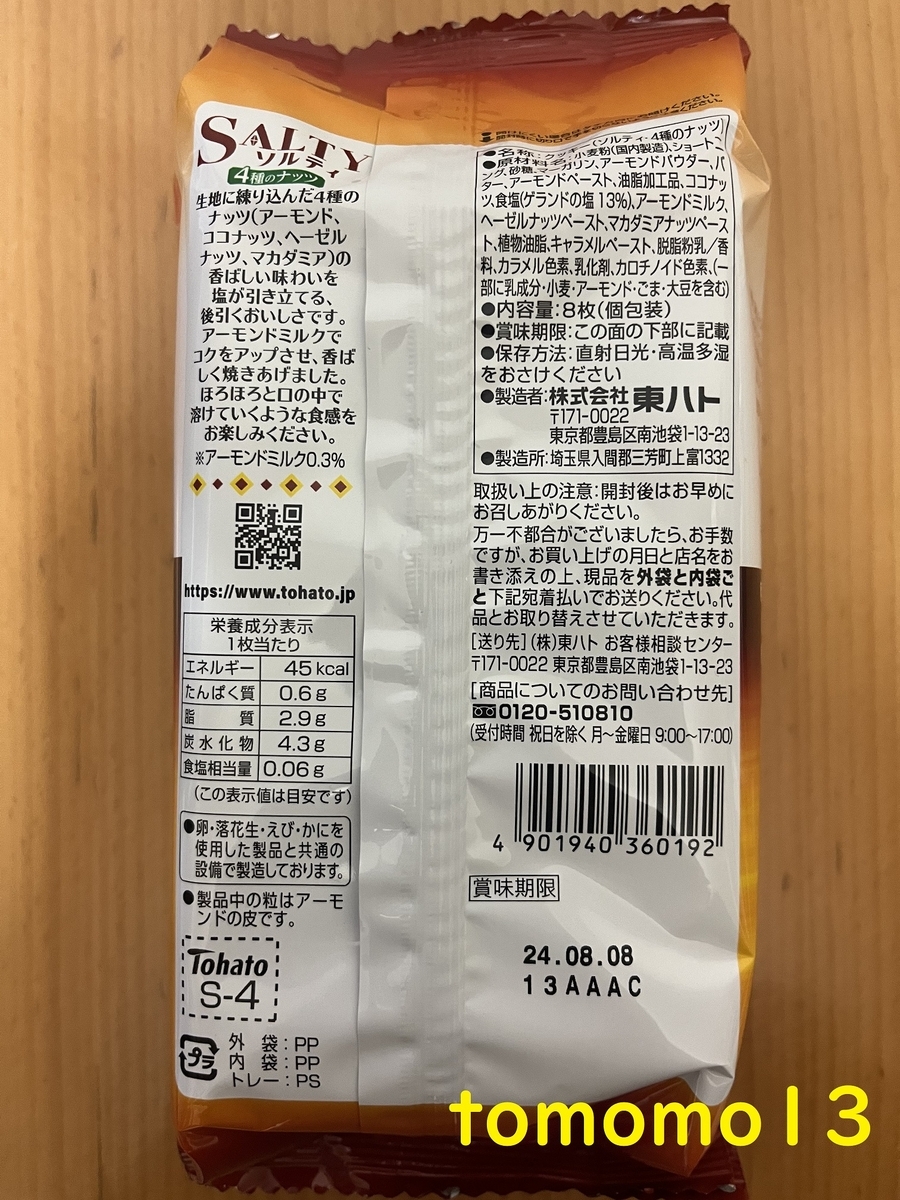 SALTY
ソルティ
4種のナッツ
生地に練り込んだ4種の
ナッツ(アーモンド、
ココナッツ、ヘーゼル
ナッツ、マカダミア)の
香ばしい味わいを
塩が引き立てる、
後引くおいしさです。
アーモンドミルクで
コクをアップさせ、香ば
しく焼きあげました。
ほろほろと口の中で
溶けていくような食感を
お楽しみください。
※アーモンドミルク0.3%
https://www.tohato.jp
栄養成分表示
1枚当たり
エネルギー 45kcal
たんぱく質 0.6g
脂質 2.9g
炭水化物 4.3g
食塩相当量 0.06g
(この表示値は目安です)
●卵・落花生・えび・かにを
使用した製品と共通の
設備で製造しております。
●製品中の粒はアーモ
ンドの皮です。
Tohato
S-4
プラ
外袋:PP
内袋:PP
トレー:PS
●名称:クッキー(ソルティ・4種のナッツ)
●原材料名:小麦粉(国内製造)、ショートニ
ング、砂糖、マーガリン、アーモンドパウダー、バ
ター、アーモンドペースト、油脂加工品、ココナッ
ツ、食塩(ゲランドの塩13%)、アーモンドミルク、
ヘーゼルナッツペースト、マカダミアナッツペース
ト、植物油脂、キャラメルペースト、脱脂粉乳/香
料、カラメル色素、乳化剤、カロチノイド色素、(一
部に乳成分・小麦・アーモンド・ごま・大豆を含む)
●内容量:8枚(個包装)
●賞味期限:この面の下部に記載
●保存方法:直射日光・高温多湿
をおさけください
●製造者:株式会社東ハト
〒171-0022
東京都豊島区南池袋1-13-23
●製造所:埼玉県入間郡三芳町上富1332
取扱い上の注意:開封後はお早めに
お召しあがりください。
万一不都合がございましたら、お手数
ですが、お買い上げの月日と店名をお
書き添えの上、現品を外袋と内袋ご
と下記宛着払いでお送りください。代
品とお取り替えさせていただきます。
[送り先](株)東ハト お客様相談センター
〒171-0022 東京都豊島区南池袋1-13-23
[商品についてのお問い合わせ先]
0120-510810
(受付時間 祝日を除く月〜金曜日 9:00〜17:00)
4 901940 360192
賞味期限
24.08.08
13AAAC
tomomo13